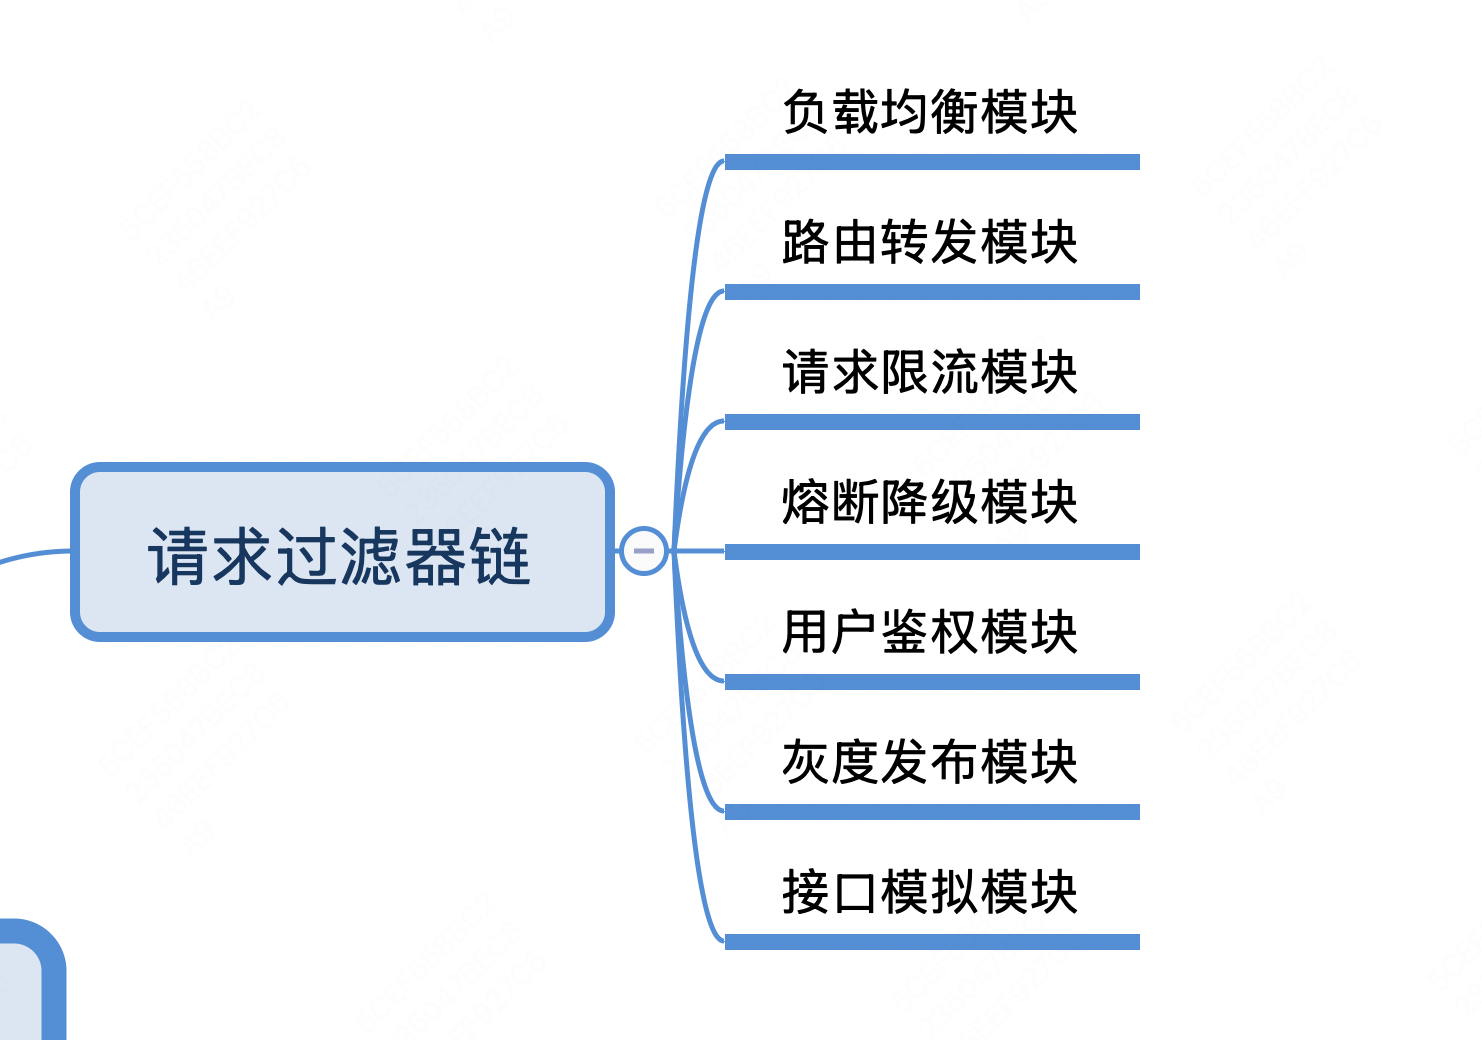 负载均衡模块
路由转发模块
请求限流模块
熔断降级模块
请求过滤器链
用户鉴权模块
灰度发布模块
接口模拟模块